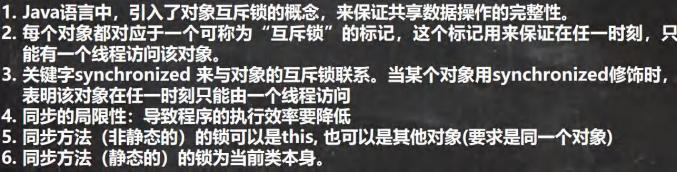 1. Java语言中，引入了对象互斥锁的概念，来保证共享数据操作的完整性。
2. 每个对象都对应于一个可称为“互斥锁”的标记，这个标记用来保证在任一时刻，只
能有一个线程访问该对象。
3. 关键字synchronized 来与对象的互斥锁联系。当某个对象用synchronized修饰时，
表明该对象在任一时刻只能由一个线程访问
4. 同步的局限性：导致程序的执行效率要降低
5. 同步方法（非静态的）的锁可以是this, 也可以是其他对象(要求是同一个对象)
6. 同步方法（静态的）的锁为当前类本身。